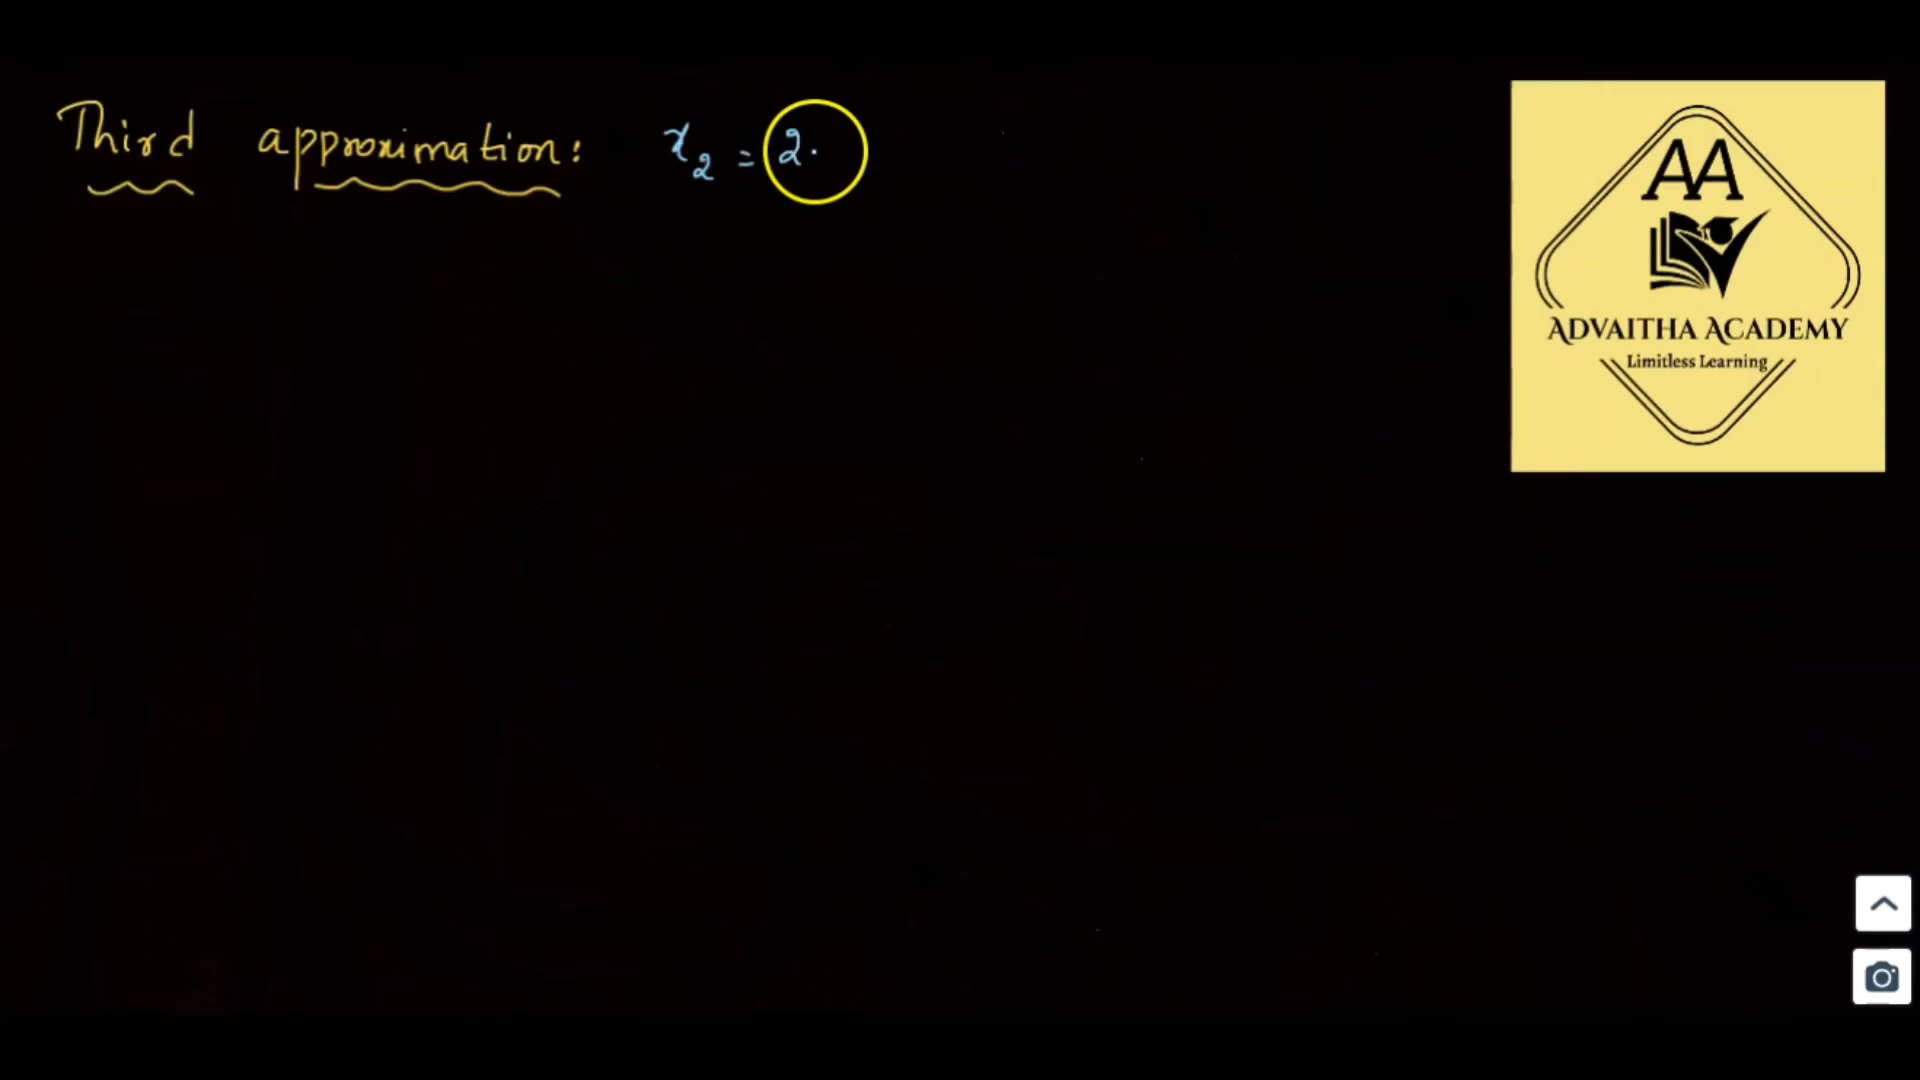 Third approximation: x₂ = 2.
AA
ADVAITHA ACADEMY
Limitless Learning